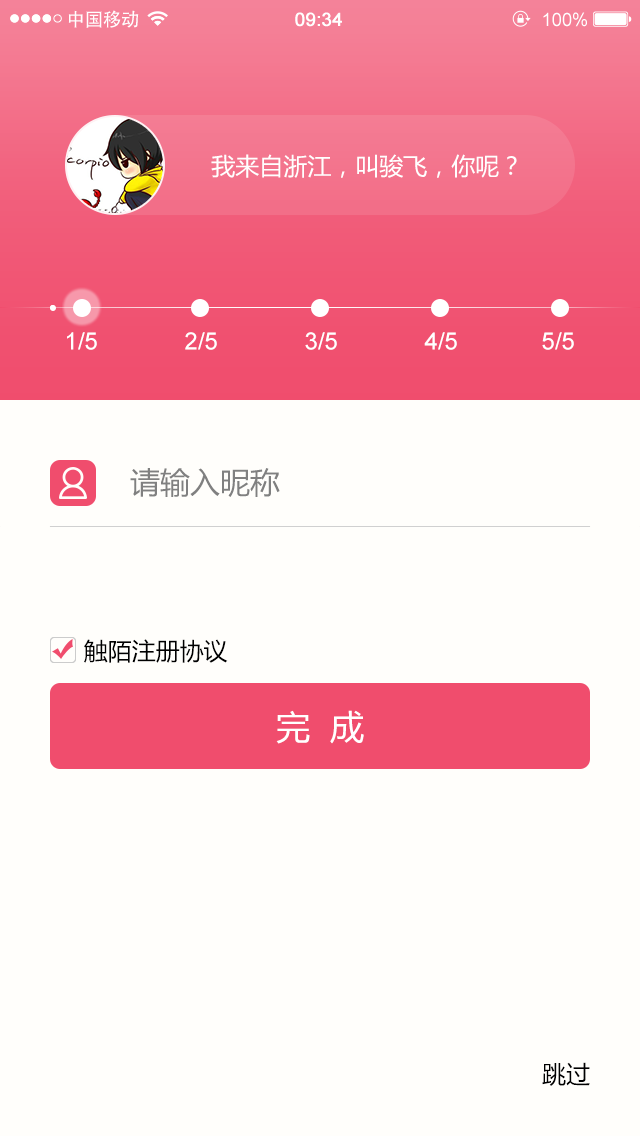 中国移动 09:34 100%
corpio
我来自浙江，叫骏飞，你呢？
1/5 2/5 3/5 4/5 5/5
请输入昵称
触陌注册协议
完 成
跳过